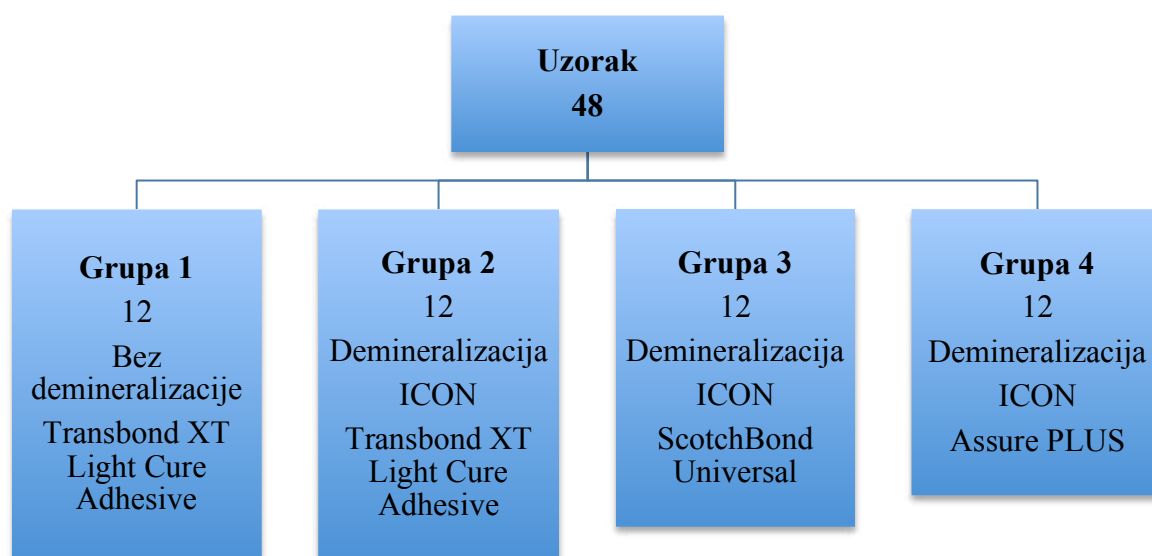 Uzorak
48
Grupa 1
12
Bez
demineralizacije
Transbond XT
Light Cure
Adhesive
Grupa 2
12
Demineralizacija
ICON
Transbond XT
Light Cure
Adhesive
Grupa 3
12
Demineralizacija
ICON
ScotchBond
Universal
Grupa 4
12
Demineralizacija
ICON
Assure PLUS